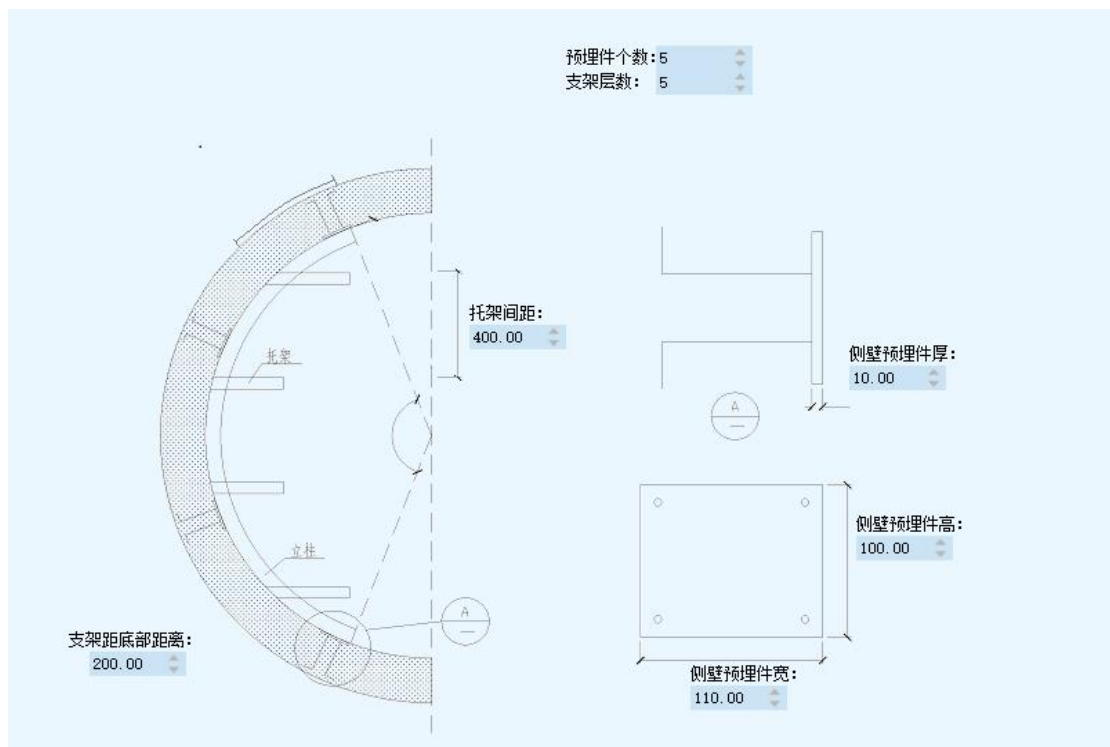 预埋件个数:5
支架层数: 5
托架间距:
400.00
侧壁预埋件厚:
10.00
托架
A
侧壁预埋件高:
100.00
立柱
A
支架距底部距离:
200.00
侧壁预埋件宽:
110.00